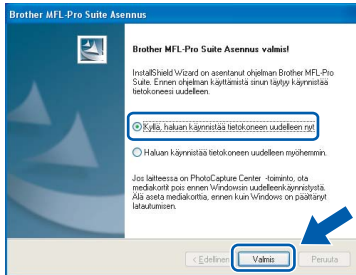 Brother MFL-Pro Suite Asennus
Brother MFL-Pro Suite Asennus valmis!
InstallShield Wizard on asentanut ohjelman Brother MFL-Pro
Suite. Ennen ohjelman käyttämistä sinun täytyy käynnistää
tietokoneesi uudelleen.
Kyllä, haluan käynnistää tietokoneen uudelleen nyt.
Haluan käynnistää tietokoneen uudelleen myöhemmin.
Jos laitteessa on PhotoCapture Center -toiminto, ota
mediakortit pois ennen Windowsin uudelleenkäynnistystä.
Älä aseta mediakorttia, ennen kuin Windows on päättänyt
latautumisen.
< Edellinen Valmis Peruuta